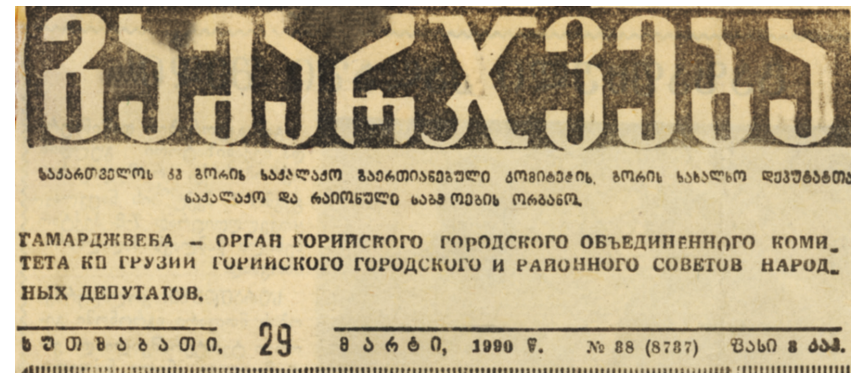 გამარჯვება
საქართველოს კპ გორის საქალაქო გაერთიანებული კომიტეტის, გორის სახალხო დეპუტატთა
საქალაქო და რაიონული საბჭოების ორგანო.
ГАМАРДЖВЕБА — ОРГАН ГОРИЙСКОГО ГОРОДСКОГО ОБЪЕДИНЕННОГО КОМИ-
ТЕТА КП ГРУЗИИ ГОРИЙСКОГО ГОРОДСКОГО И РАЙОННОГО СОВЕТОВ НАРОД-
НЫХ ДЕПУТАТОВ.
ხუთშაბათი, 29 მარტი, 1990 წ. № 38 (8787) ფასი 3 კაპ.